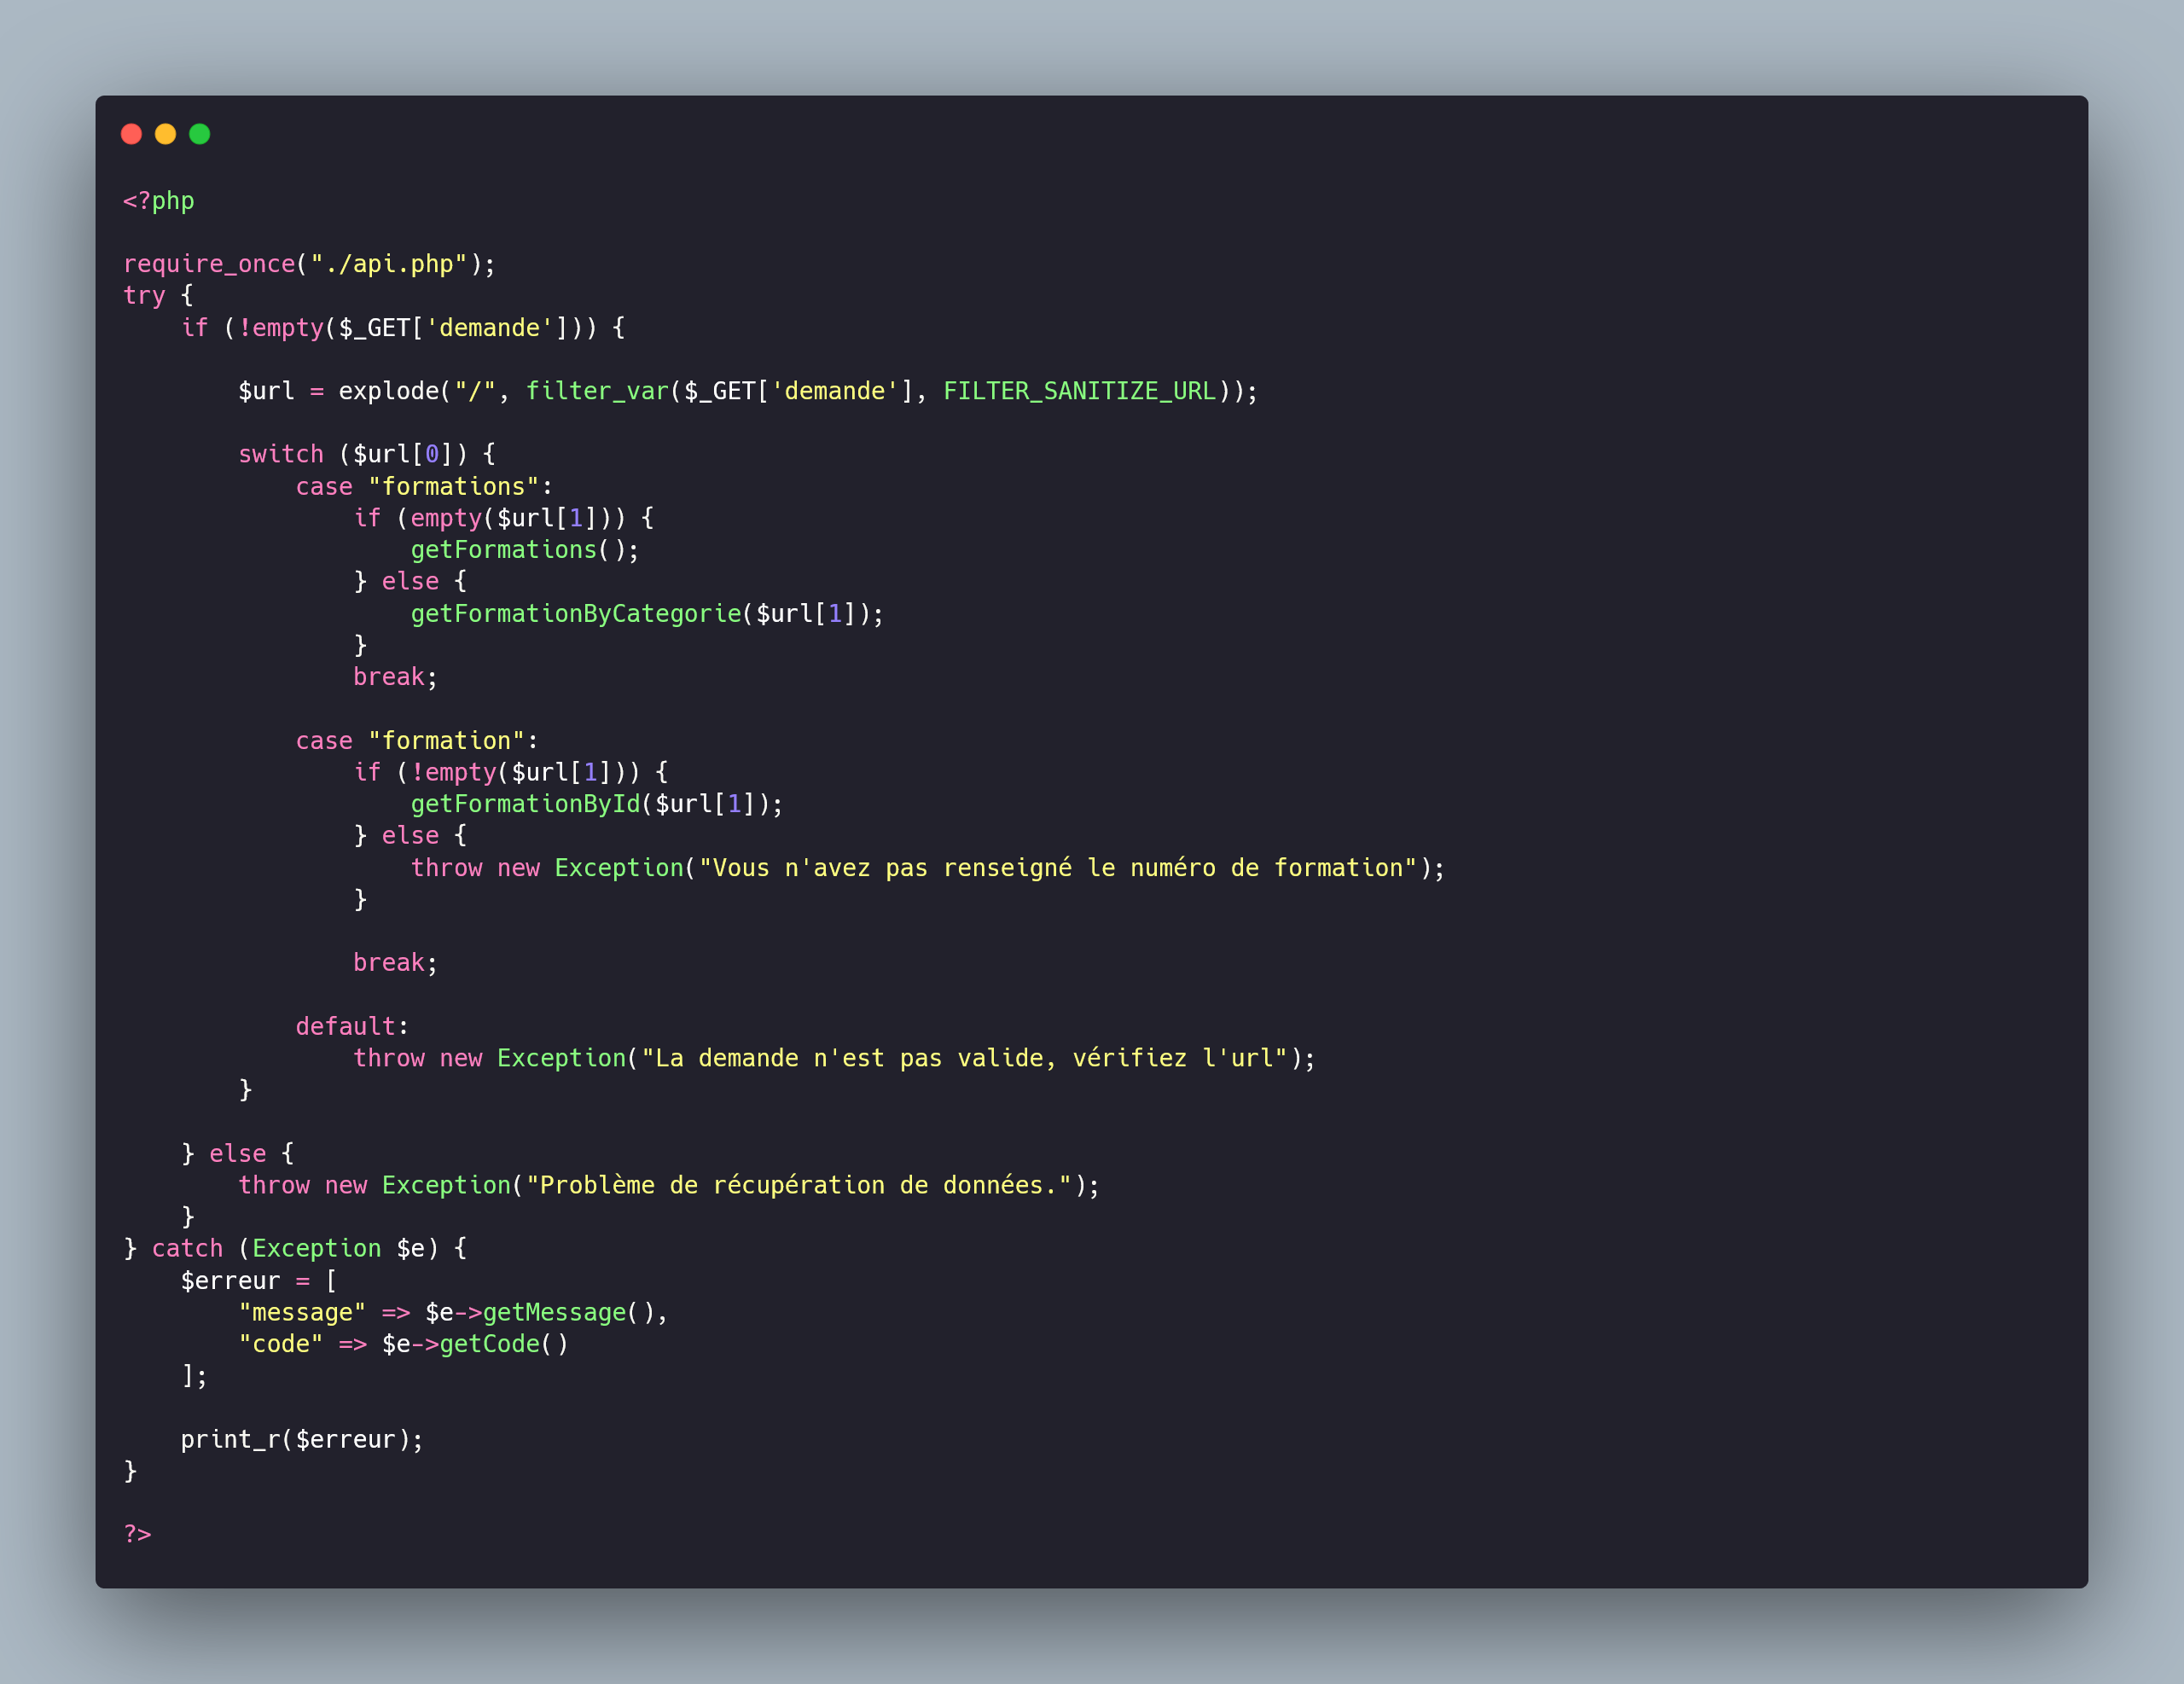 <?php
require_once("./api.php");
try {
    if (!empty($_GET['demande'])) {
        $url = explode("/", filter_var($_GET['demande'], FILTER_SANITIZE_URL));
        switch ($url[0]) {
            case "formations":
                if (empty($url[1])) {
                    getFormations();
                } else {
                    getFormationByCategorie($url[1]);
                }
                break;
            case "formation":
                if (!empty($url[1])) {
                    getFormationById($url[1]);
                } else {
                    throw new Exception("Vous n'avez pas renseigné le numéro de formation");
                }
                break;
            default:
                throw new Exception("La demande n'est pas valide, vérifiez l'url");
        }
    } else {
        throw new Exception("Problème de récupération de données.");
    }
} catch (Exception $e) {
    $erreur = [
        "message" => $e->getMessage(),
        "code" => $e->getCode()
    ];
    print_r($erreur);
}
?>